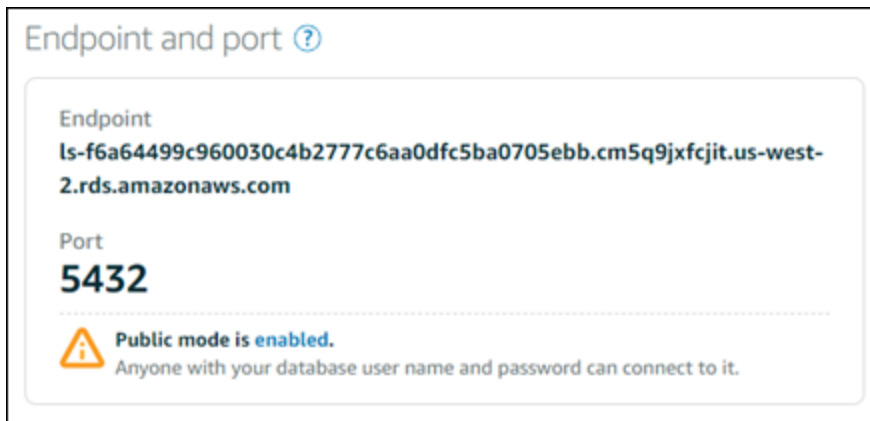 Endpoint and port ?
Endpoint
ls-f6a64499c960030c4b2777c6aa0dfc5ba0705ebb.cm5q9jxfcjit.us-west-
2.rds.amazonaws.com
Port
5432
Public mode is enabled.
Anyone with your database user name and password can connect to it.